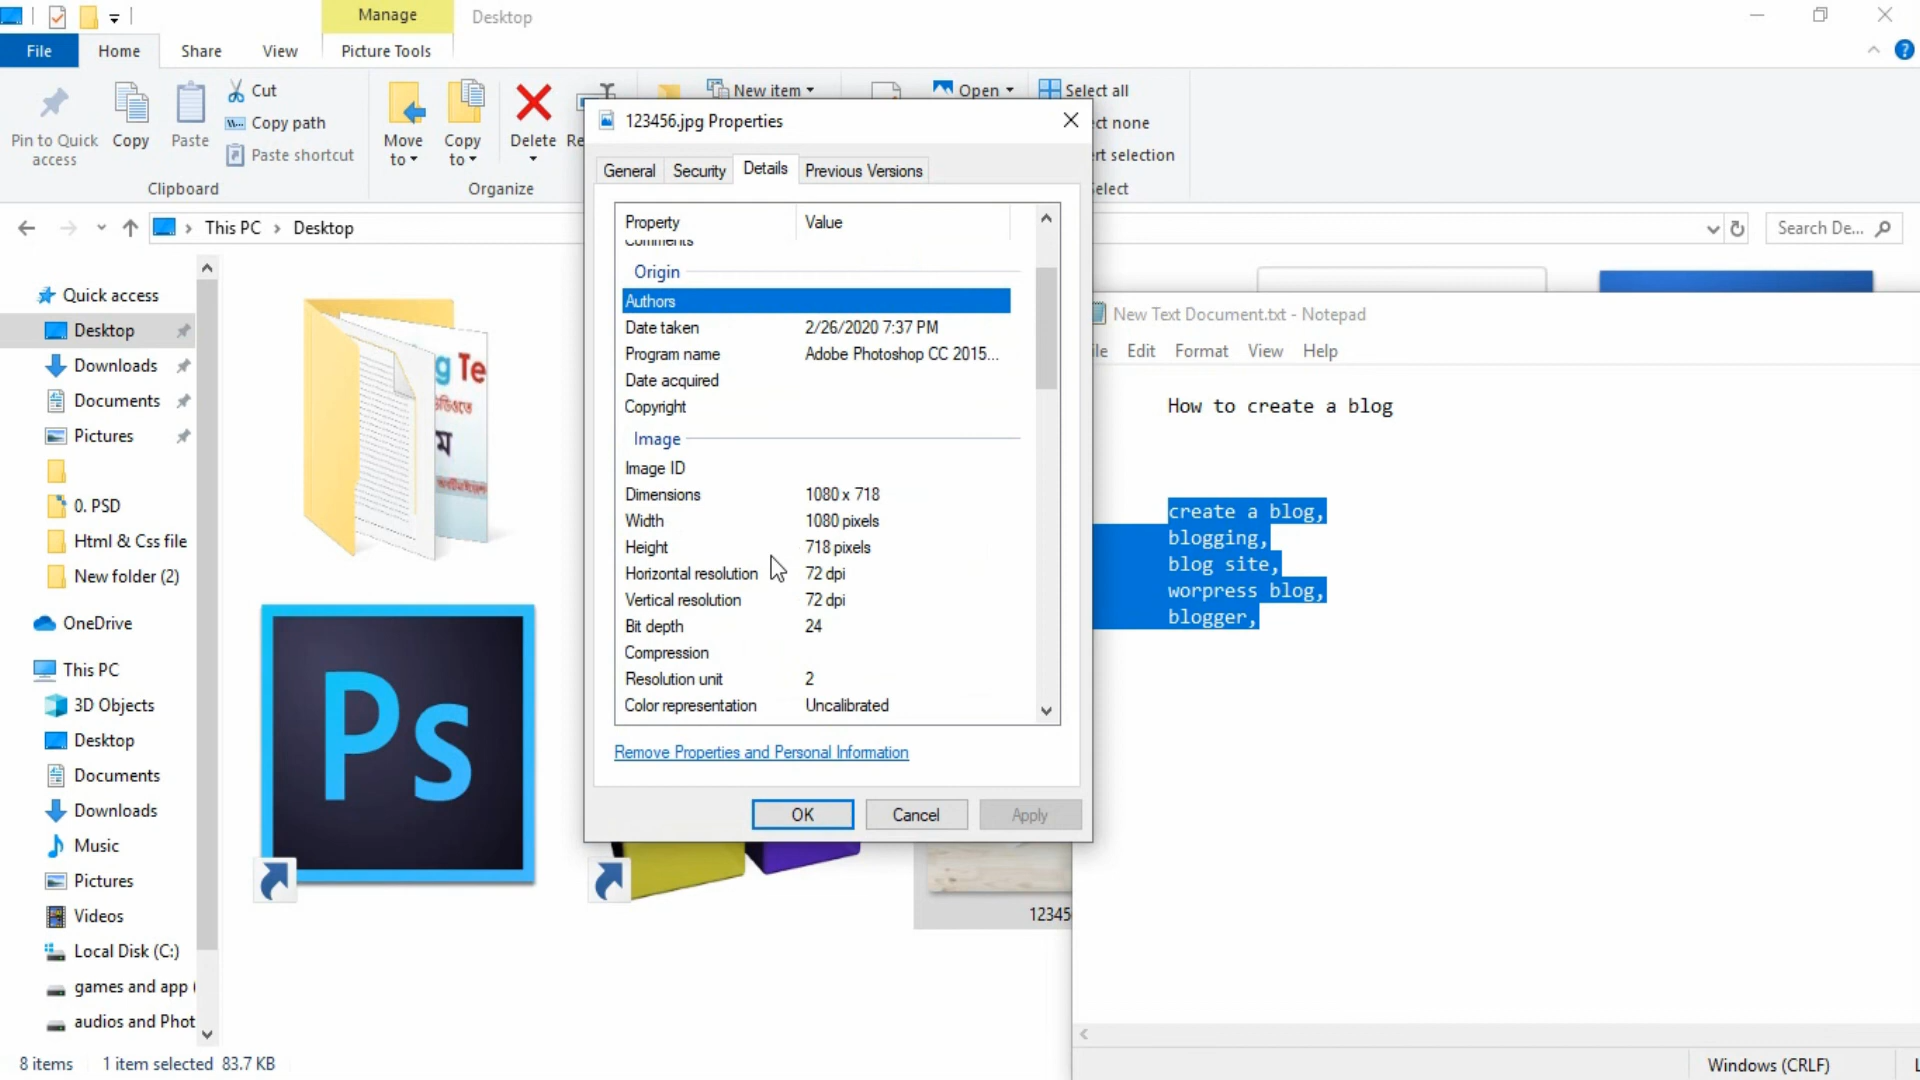 Manage
Desktop
File
Home
Share
View
Picture Tools
Pin to Quick access
Copy
Paste
Cut
Copy path
Paste shortcut
Clipboard
Move to
Copy to
Delete
Re
Organize
New item
Open
Select all
ect none
ert selection
elect
This PC
Desktop
Search De...
Quick access
Desktop
Downloads
Documents
Pictures
0. PSD
Html & Css file
New folder (2)
OneDrive
This PC
3D Objects
Desktop
Documents
Downloads
Music
Pictures
Videos
Local Disk (C:)
games and app (
audios and Phot
8 items
1 item selected 83.7 KB
g Te
Ps
12345
123456.jpg Properties
General
Security
Details
Previous Versions
Property Value
Comments
Origin
Authors
Date taken 2/26/2020 7:37 PM
Program name Adobe Photoshop CC 2015...
Date acquired
Copyright
Image
Image ID
Dimensions 1080 x 718
Width 1080 pixels
Height 718 pixels
Horizontal resolution 72 dpi
Vertical resolution 72 dpi
Bit depth 24
Compression
Resolution unit 2
Color representation Uncalibrated
Remove Properties and Personal Information
OK
Cancel
Apply
New Text Document.txt - Notepad
ile
Edit
Format
View
Help
How to create a blog
create a blog,
blogging,
blog site,
worpress blog,
blogger,
Windows (CRLF)